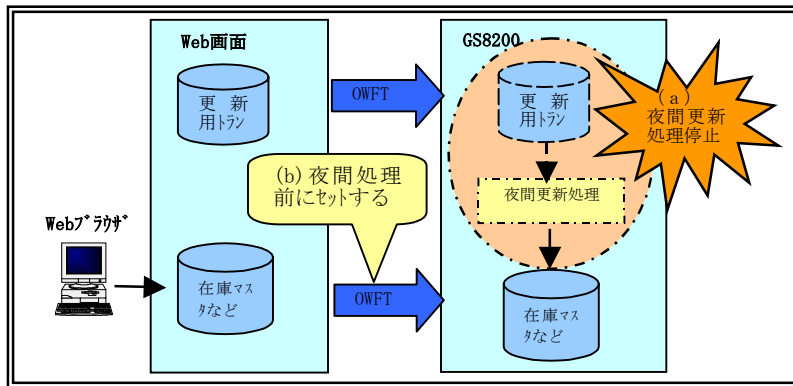 Web画面
GS8200
更 新
用トラン
OWFT
更 新
用トラン
(a)
夜間更新
処理停止
(b)夜間処理
前にセットする
夜間更新処理
Webブラウザ
在庫マス
タなど
OWFT
在庫マス
タなど